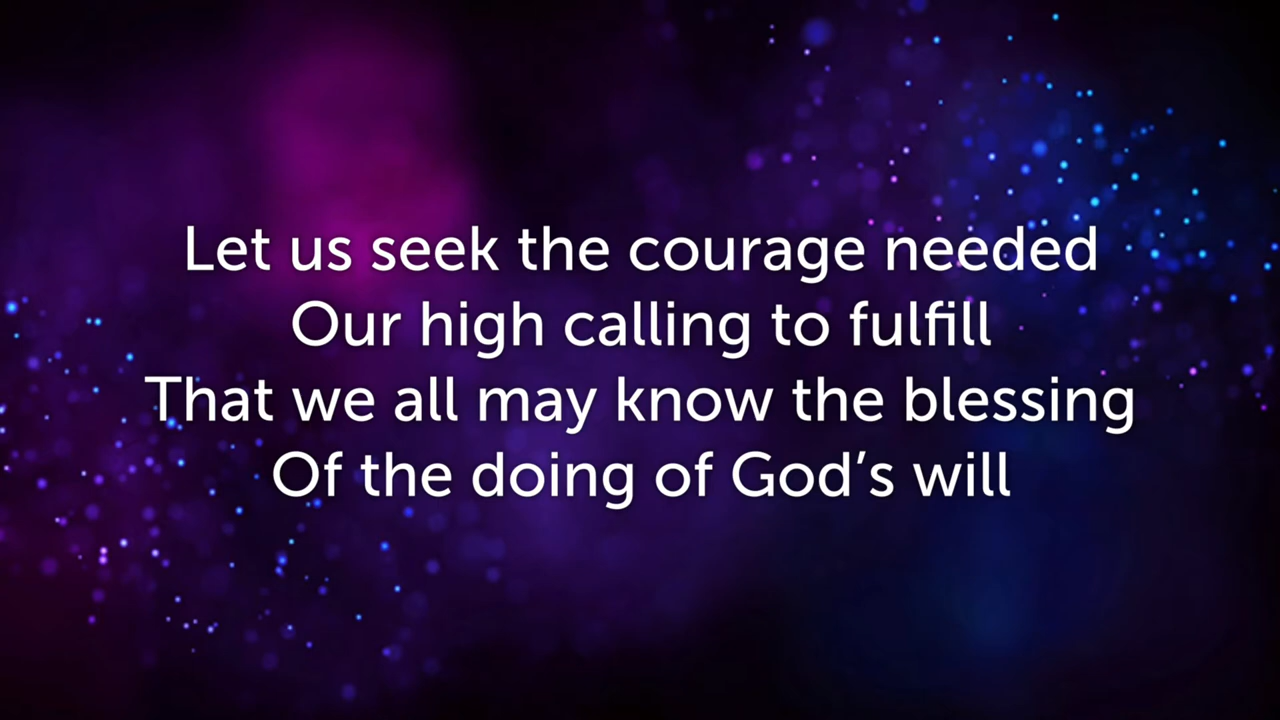 Let us seek the courage needed
Our high calling to fulfill
That we all may know the blessing
Of the doing of God’s will